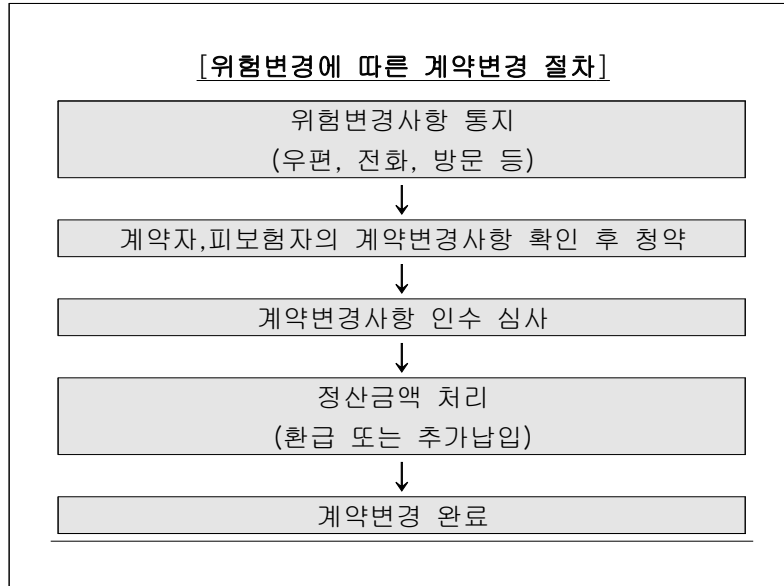 [위험변경에 따른 계약변경 절차]
위험변경사항 통지
(우편, 전화, 방문 등)
계약자,피보험자의 계약변경사항 확인 후 청약
계약변경사항 인수 심사
정산금액 처리
(환급 또는 추가납입)
계약변경 완료